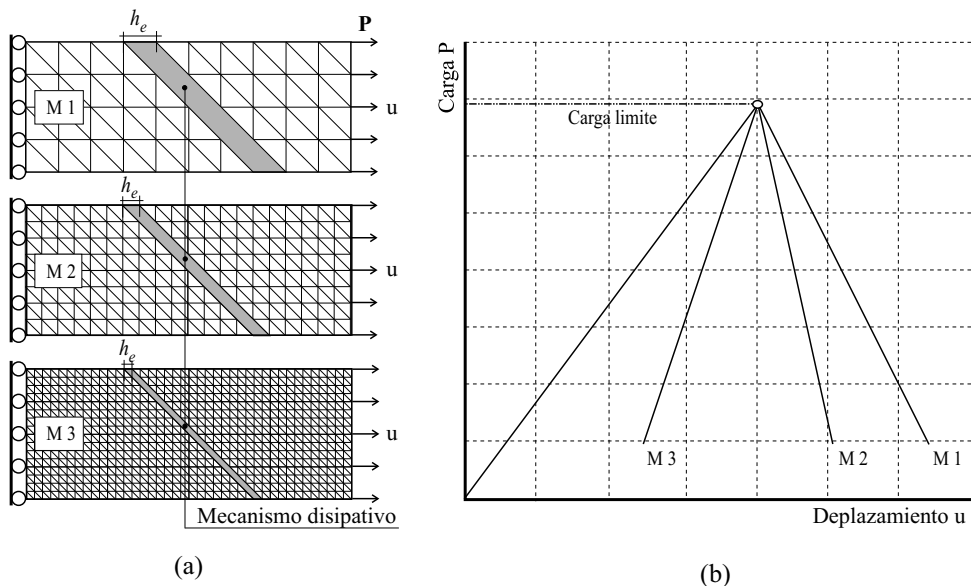 h_e
P
M 1
u
h_e
M 2
u
h_e
M 3
u
Mecanismo disipativo
(a)
Carga P
Carga limite
M 3
M 2
M 1
Deplazamiento u
(b)